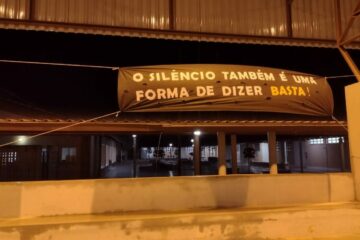 O SILÊNCIO TAMBÉM É UMA
FORMA DE DIZER BASTA!